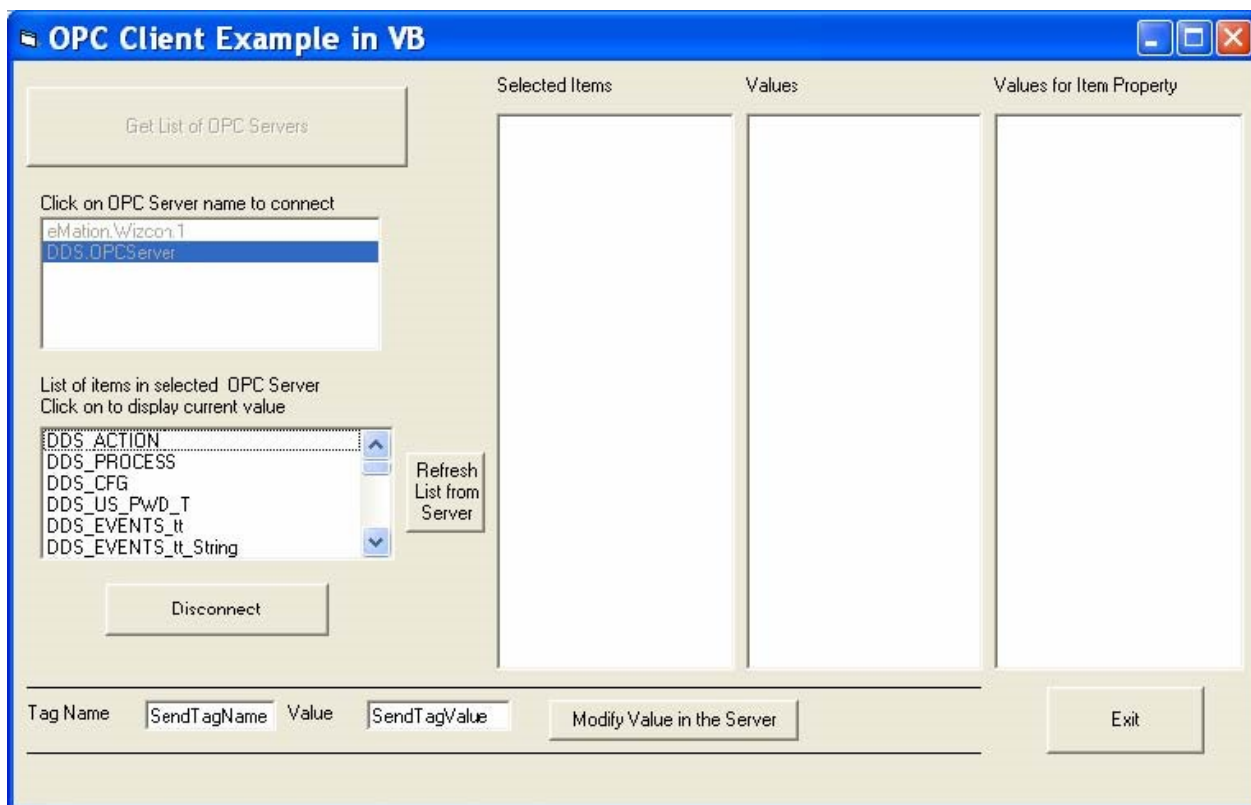 OPC Client Example in VB
Get List of OPC Servers
Click on OPC Server name to connect
eMation.Wizcon.1
DDS.OPCServer
List of items in selected OPC Server
Click on to display current value
DDS_ACTION
DDS_PROCESS
DDS_CFG
DDS_US_PWD_T
DDS_EVENTS_tt
DDS_EVENTS_tt_String
Refresh
List from
Server
Disconnect
Selected Items
Values
Values for Item Property
Tag Name
SendTagName
Value
SendTagValue
Modify Value in the Server
Exit